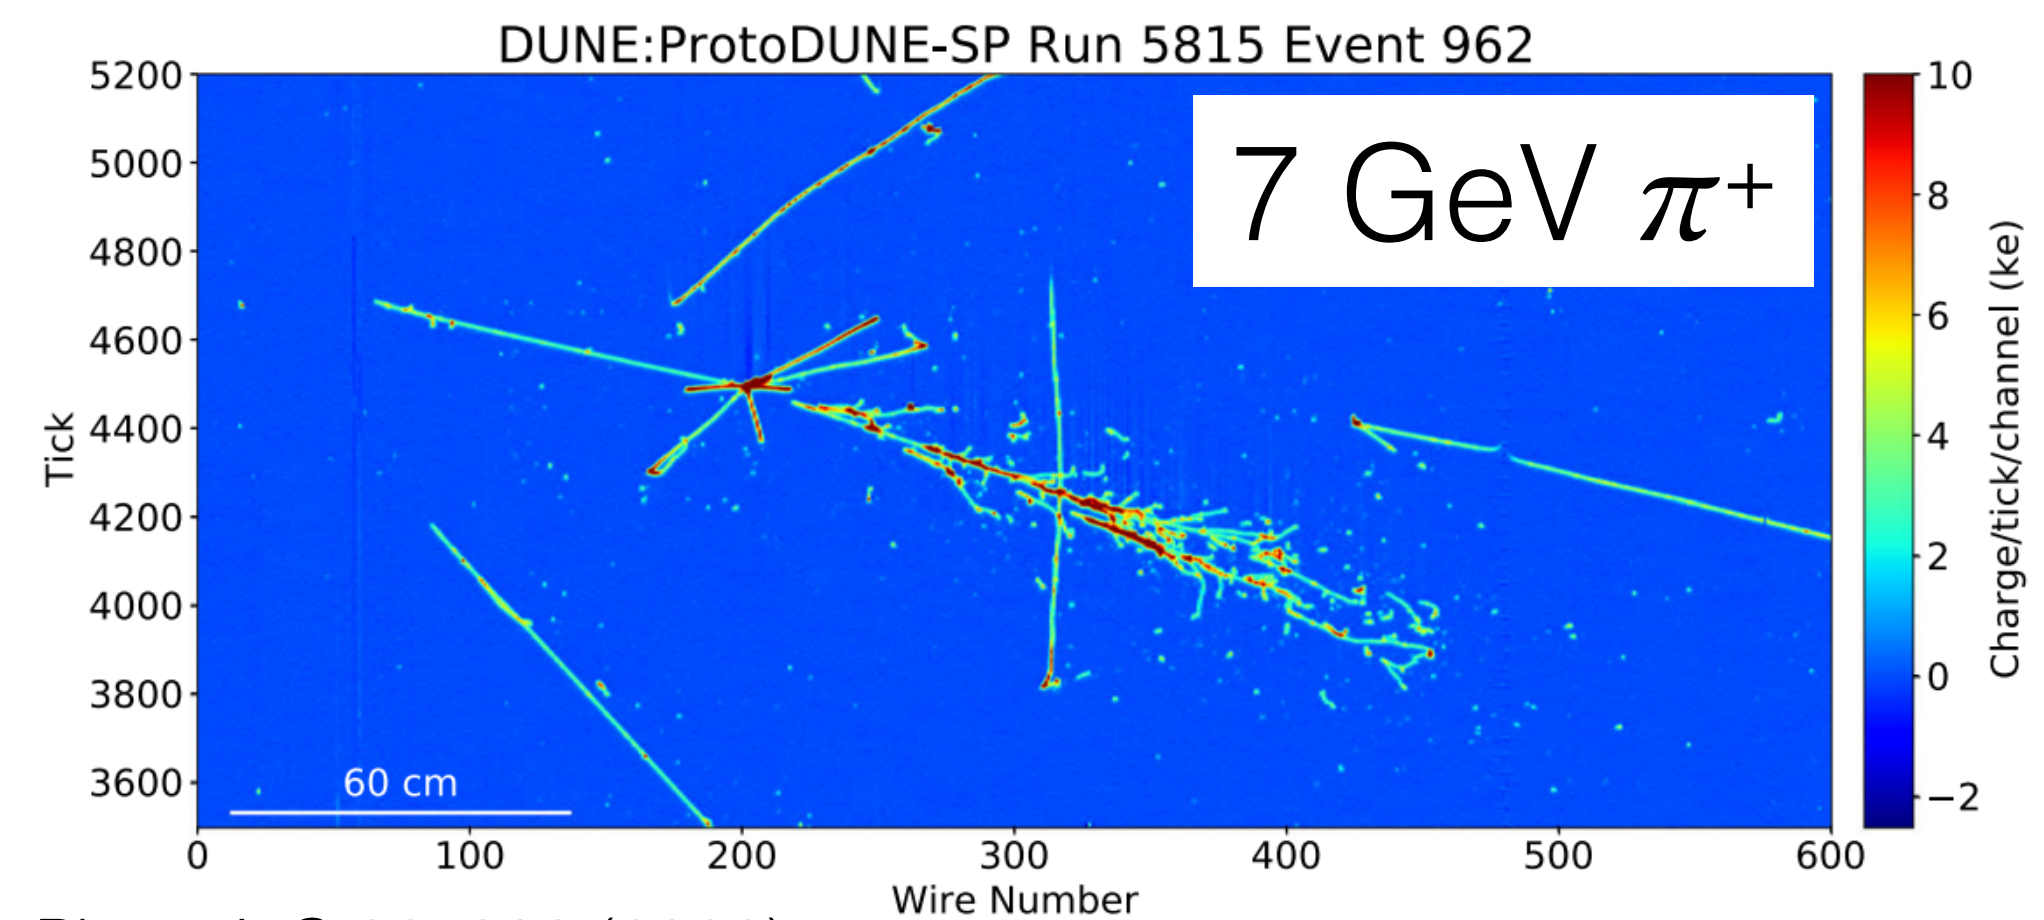 DUNE:ProtoDUNE-SP Run 5815 Event 962
5200
5000
4800
4600
4400
4200
4000
3800
3600
Tick
7 GeV π⁺
60 cm
0 100 200 300 400 500 600
Wire Number
10
8
6
4
2
0
−2
Charge/tick/channel (ke)